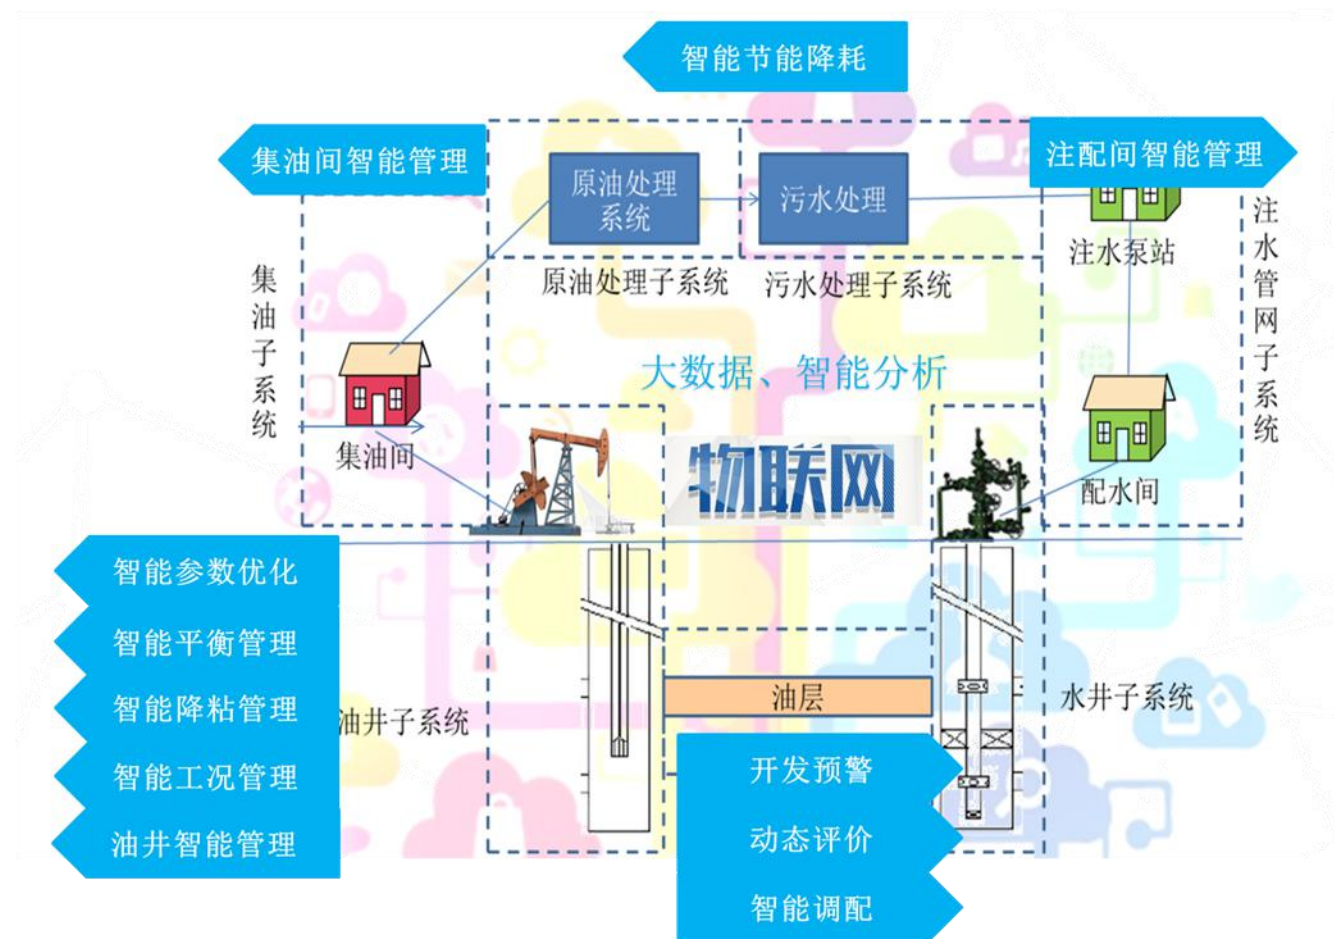 智能节能降耗
集油间智能管理
原油处理
系统
污水处理
注配间智能管理
注水泵站
注水管网子系统
原油处理子系统
污水处理子系统
集油子系统
大数据、智能分析
集油间
物联网
配水间
智能参数优化
智能平衡管理
智能降粘管理
智能工况管理
油井智能管理
油井子系统
油层
水井子系统
开发预警
动态评价
智能调配